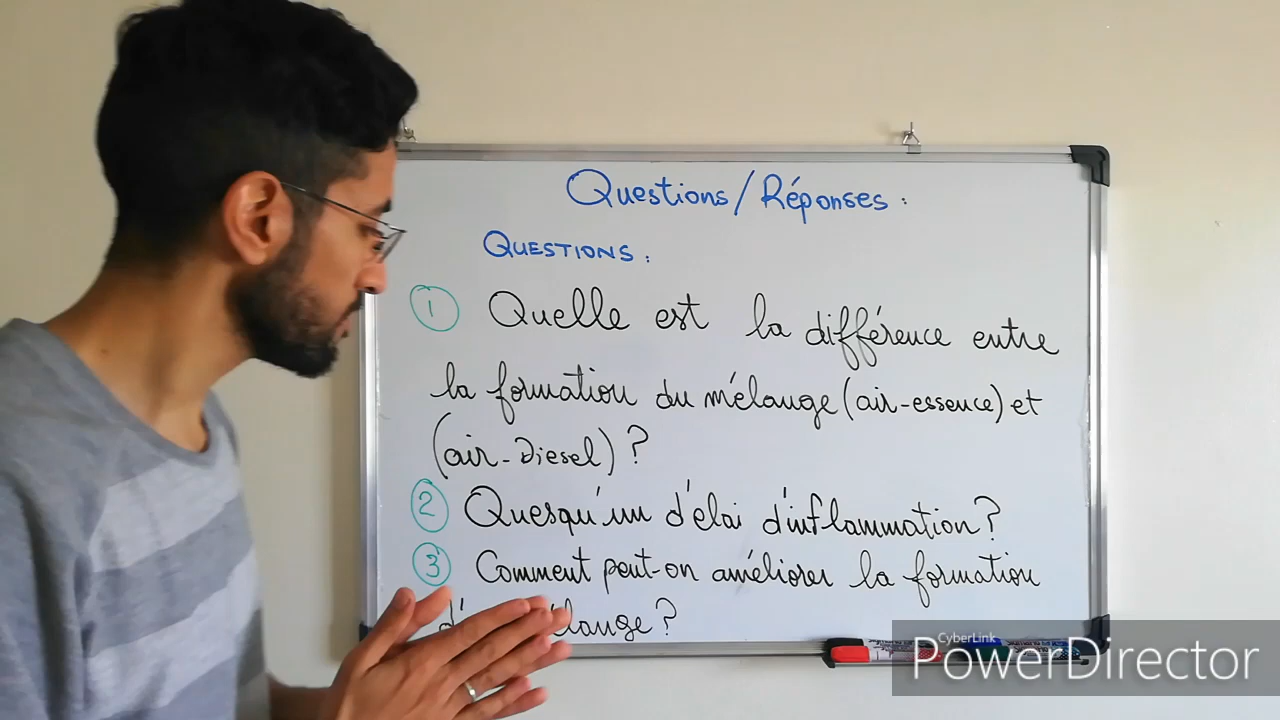 Questions/Réponses :
QUESTIONS :
1 Quelle est la différence entre
la formation du mélange (air-essence) et
(air-Diesel) ?
2 Quesqu'un délai d'inflammation ?
3 Comment peut-on améliorer la formation
mélange ?
CyberLink
PowerDirector